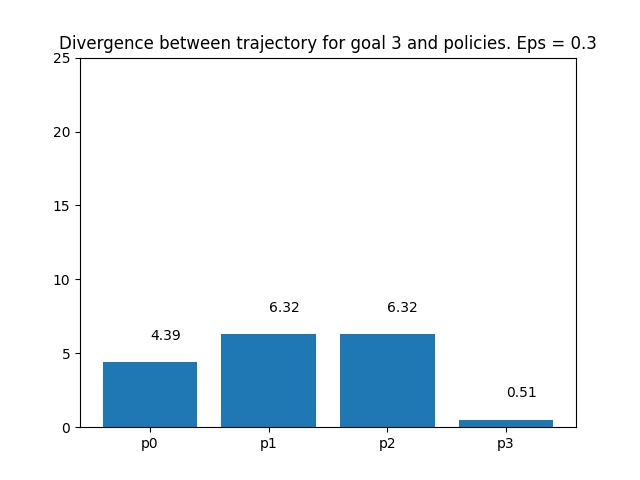 Divergence between trajectory for goal 3 and policies. Eps = 0.3
25
20
15
10
5
0
4.39
6.32
6.32
0.51
p0
p1
p2
p3